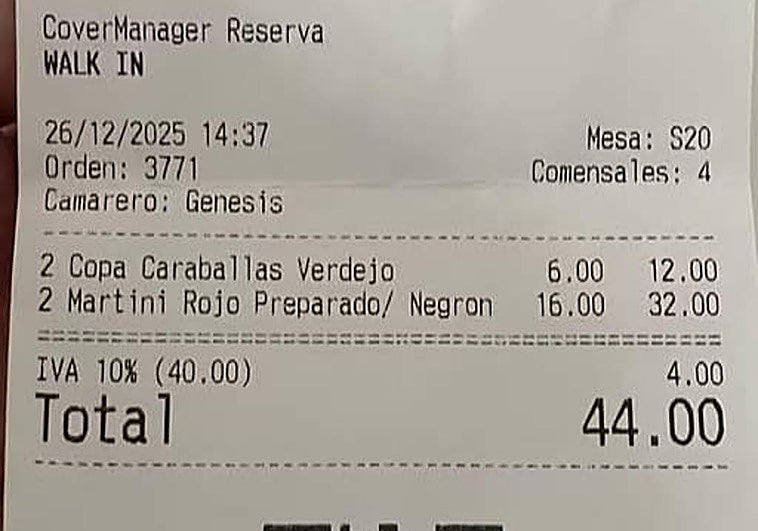 CoverManager Reserva
WALK IN
26/12/2025 14:37 Mesa: S20
Orden: 3771 Comensales: 4
Camarero: Genesis
2 Copa Caraballas Verdejo 6.00 12.00
2 Martini Rojo Preparado/ Negron 16.00 32.00
IVA 10% (40.00) 4.00
Total 44.00